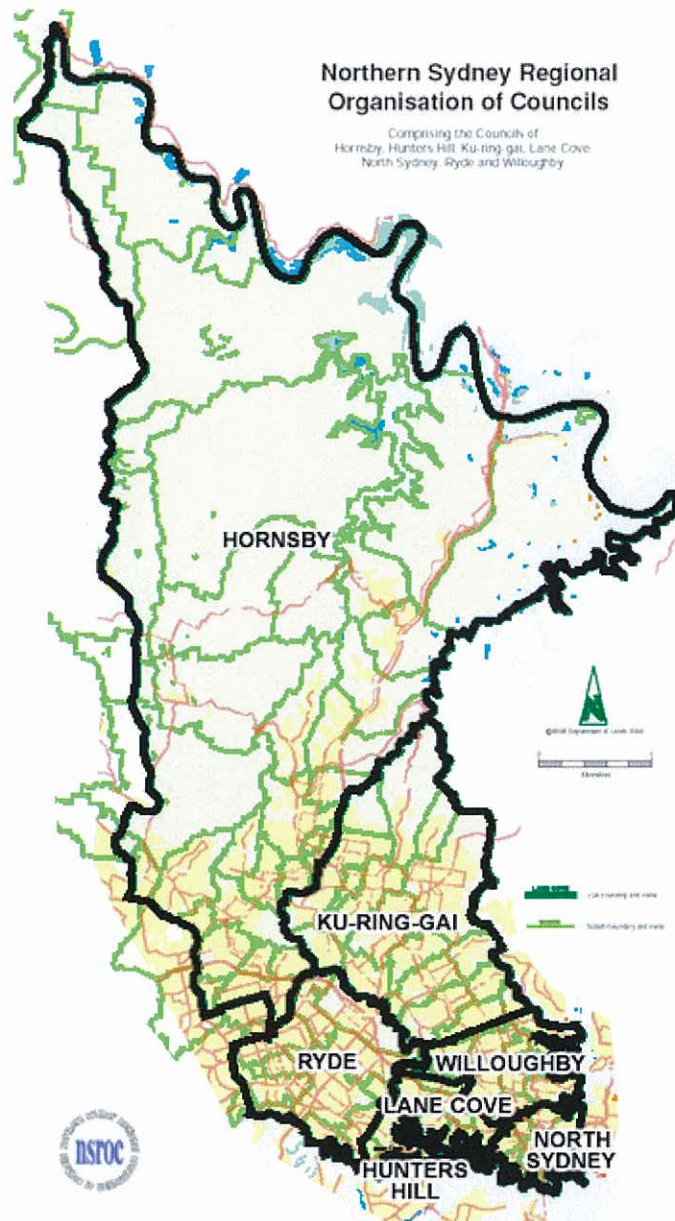 Northern Sydney Regional
Organisation of Councils
Comprising the Councils of
Hornsby, Hunters Hill, Ku-ring-gai, Lane Cove
North Sydney, Ryde and Willoughby
HORNSBY
N
KU-RING-GAI
RYDE
WILLOUGHBY
LANE COVE
NORTH
SYDNEY
HUNTERS
HILL
nsroc